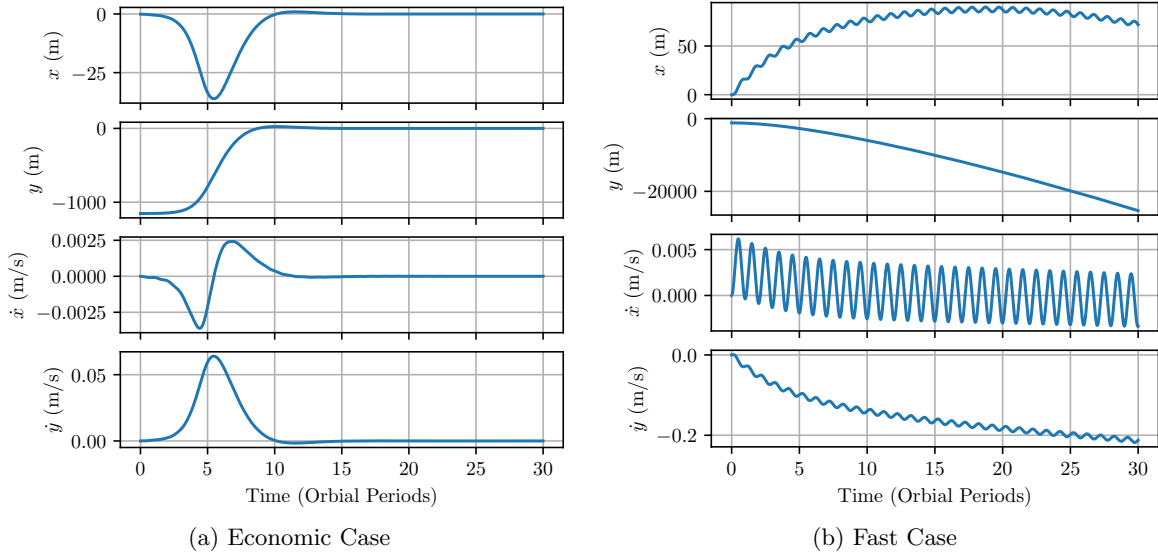 0
−25
x (m)
0
−1000
y (m)
0.0025
0.0000
−0.0025
ẋ (m/s)
0.05
0.00
ẏ (m/s)
0 5 10 15 20 25 30
Time (Orbial Periods)
(a) Economic Case
50
0
x (m)
0
−20000
y (m)
0.005
0.000
ẋ (m/s)
0.0
−0.2
ẏ (m/s)
0 5 10 15 20 25 30
Time (Orbial Periods)
(b) Fast Case